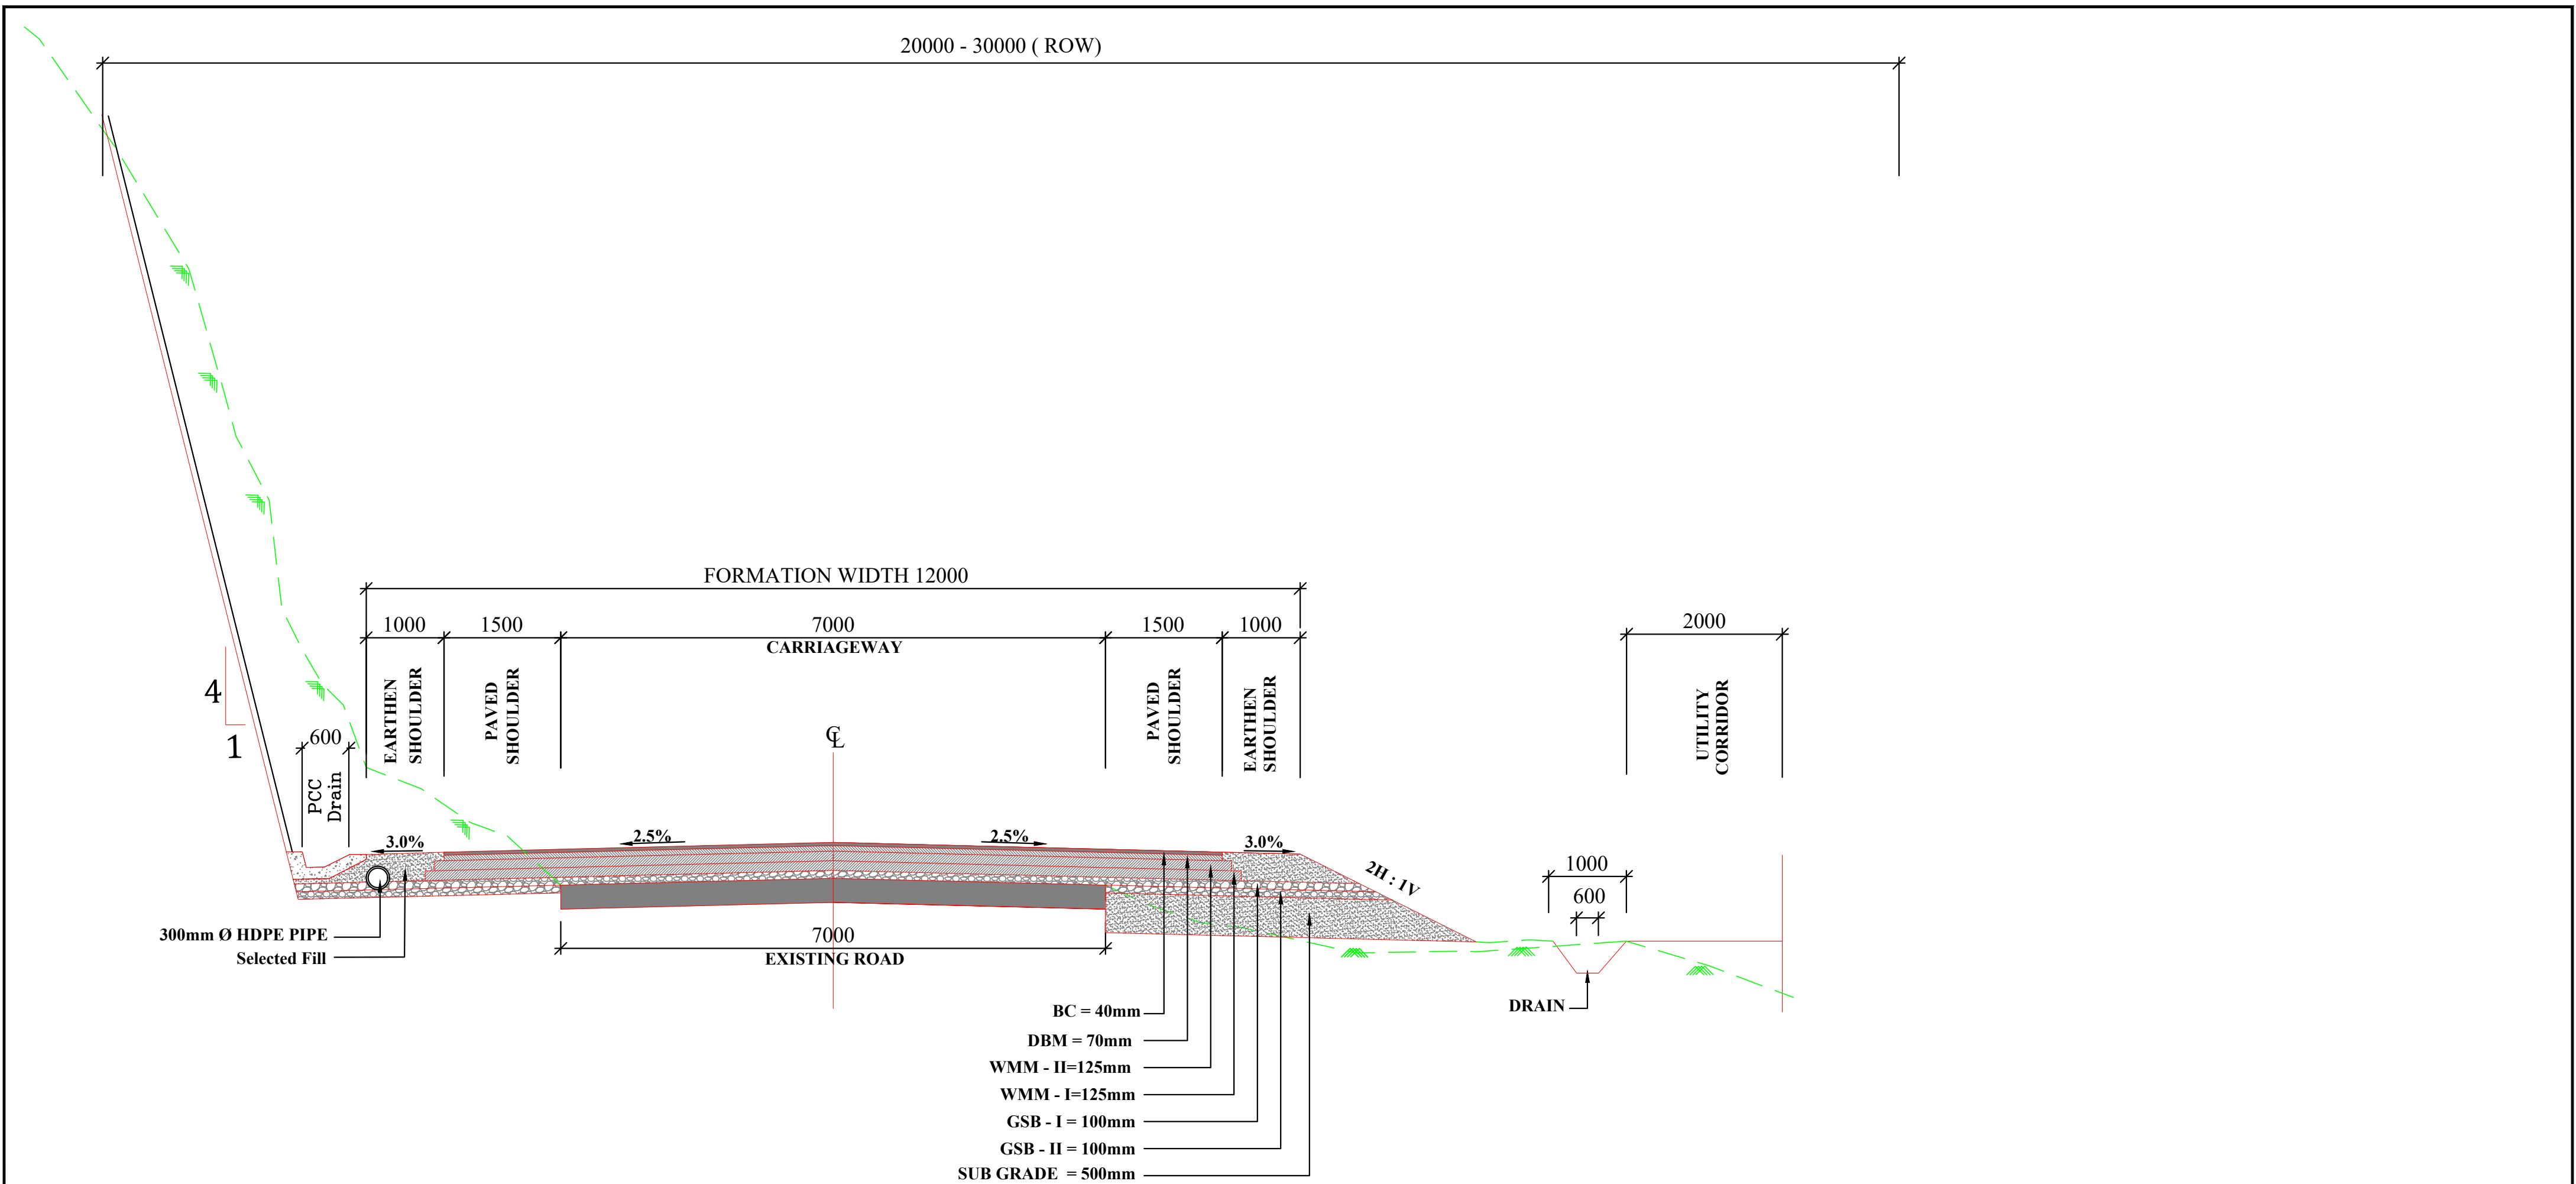 20000 - 30000 ( ROW)
FORMATION WIDTH 12000
1000
1500
7000
1500
1000
2000
CARRIAGEWAY
EARTHEN
SHOULDER
PAVED
SHOULDER
PAVED
SHOULDER
EARTHEN
SHOULDER
UTILITY
CORRIDOR
4
1
600
PCC
Drain
℄
3.0%
2.5%
2.5%
3.0%
2H : 1V
1000
600
300mm Ø HDPE PIPE
Selected Fill
7000
EXISTING ROAD
DRAIN
BC = 40mm
DBM = 70mm
WMM - II=125mm
WMM - I=125mm
GSB - I = 100mm
GSB - II = 100mm
SUB GRADE = 500mm